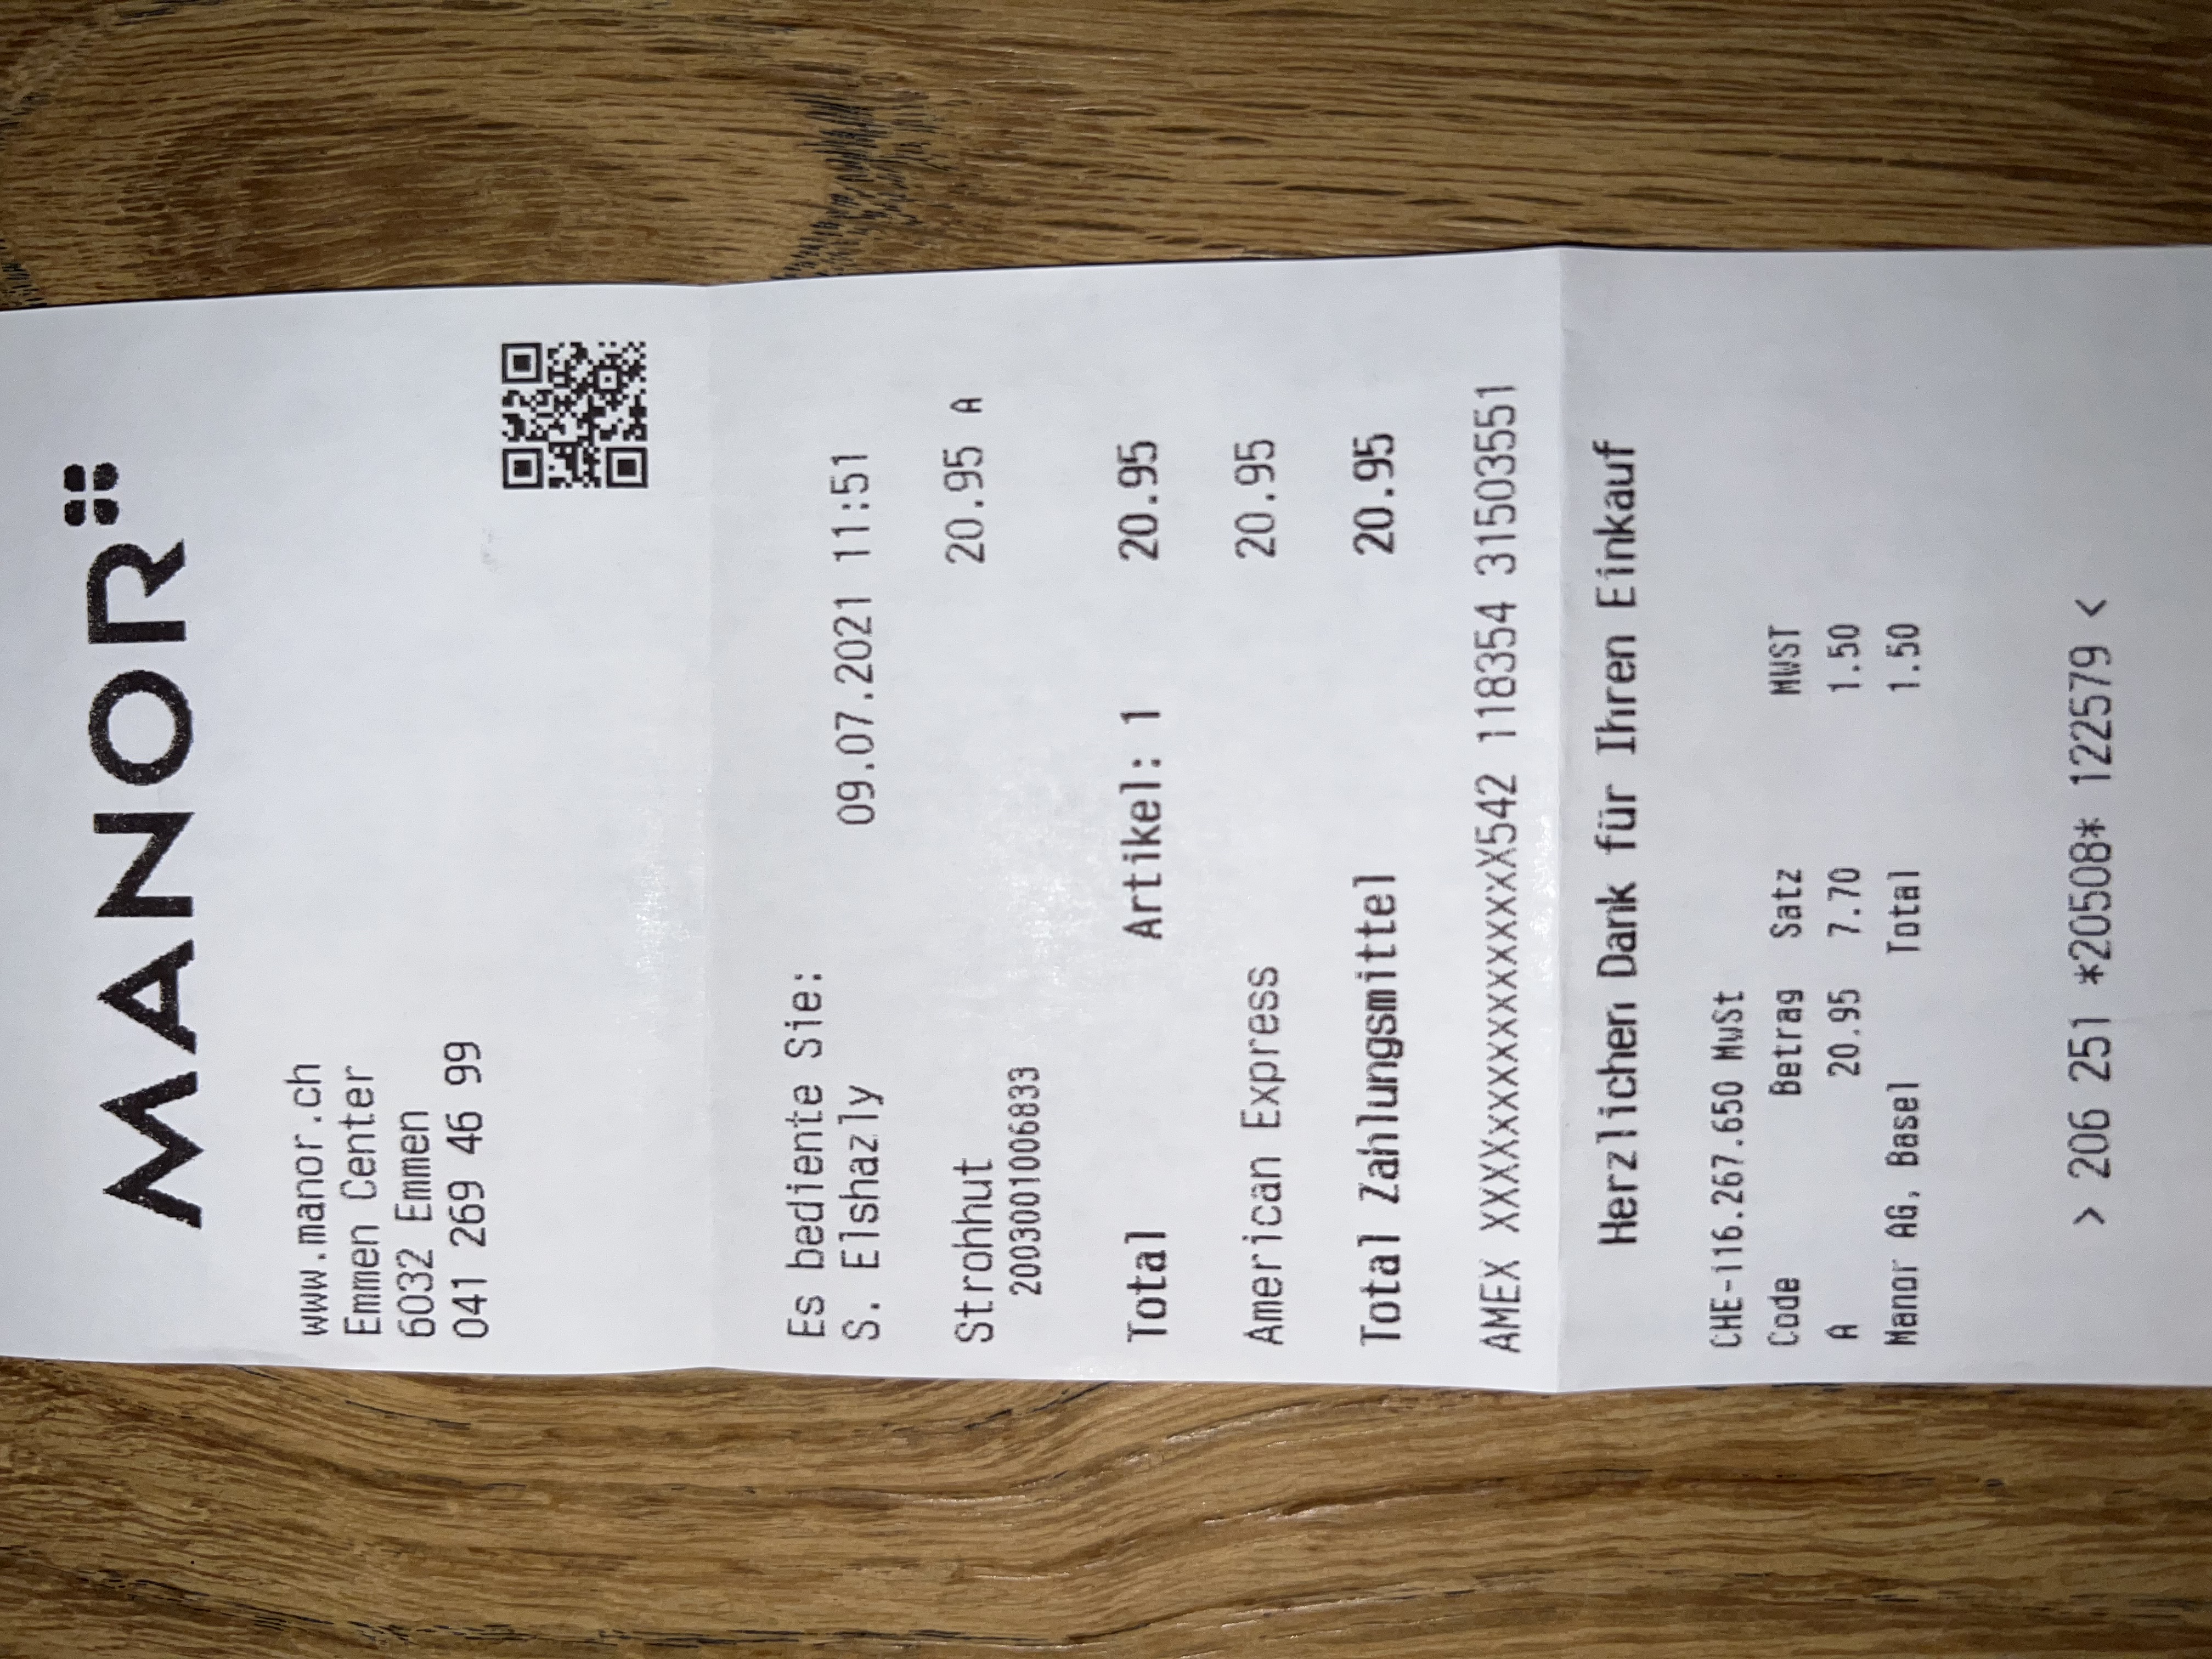 MANOR
www.manor.ch
Emmen Center
6032 Emmen
041 269 46 99
Es bediente Sie:
S. Elshazly 09.07.2021 11:51
Strohhut 20.95 A
2003001006833
Total Artikel: 1 20.95
American Express 20.95
Total Zahlungsmittel 20.95
AMEX XXXXxxxxxxxxxxxxxxX542 118354 31503551
Herzlichen Dank für Ihren Einkauf
CHE-116.267.650 MwSt
Code Betrag Satz MWST
A 20.95 7.70 1.50
Manor AG, Basel Total 1.50
> 206 251 *20508* 122579 <